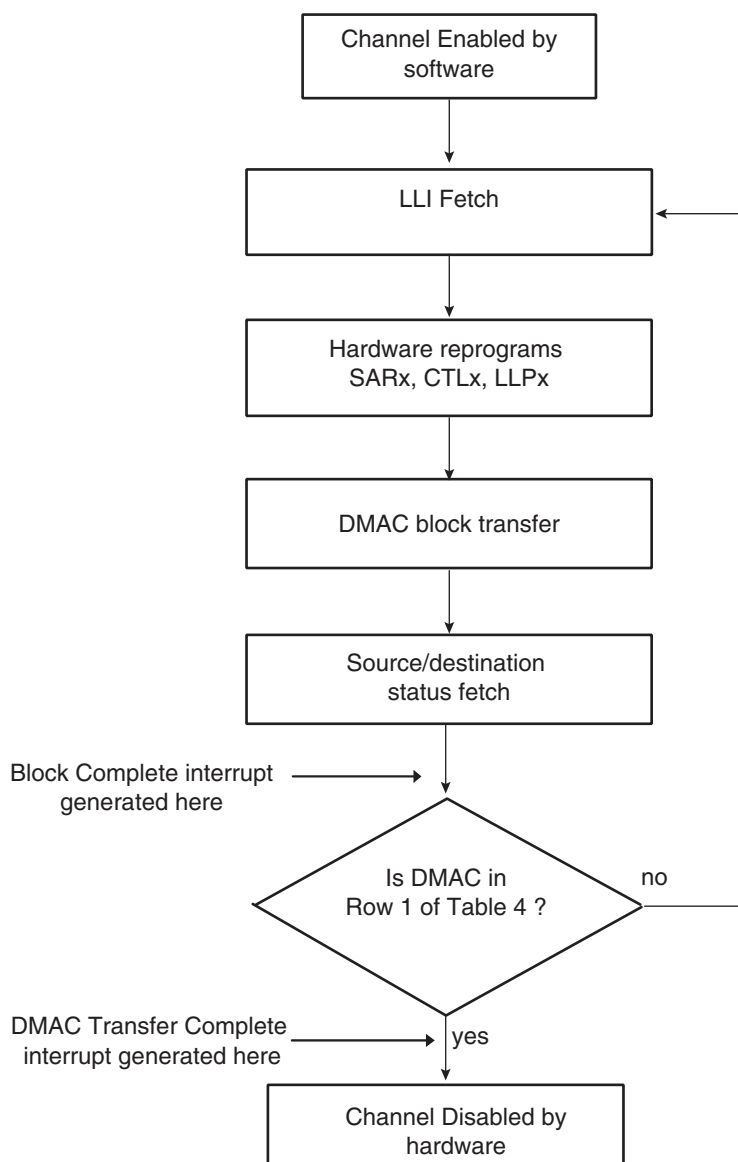 Channel Enabled by
software
LLI Fetch
Hardware reprograms
SARx, CTLx, LLPx
DMAC block transfer
Source/destination
status fetch
Block Complete interrupt
generated here
Is DMAC in
Row 1 of Table 4 ?
no
DMAC Transfer Complete
interrupt generated here
yes
Channel Disabled by
hardware